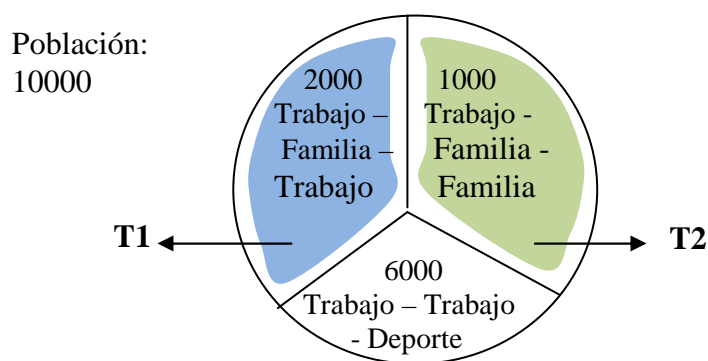 Población:
10000
2000
Trabajo –
Familia –
Trabajo
1000
Trabajo -
Familia -
Familia
T1
T2
6000
Trabajo – Trabajo
- Deporte